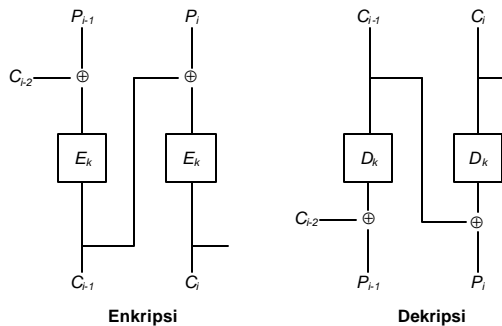 P_{i-1} P_i C_{i-1} C_i
C_{i-2} ⊕ ⊕
E_k E_k D_k D_k
C_{i-2} ⊕ ⊕
C_{i-1} C_i P_{i-1} P_i
Enkripsi Dekripsi